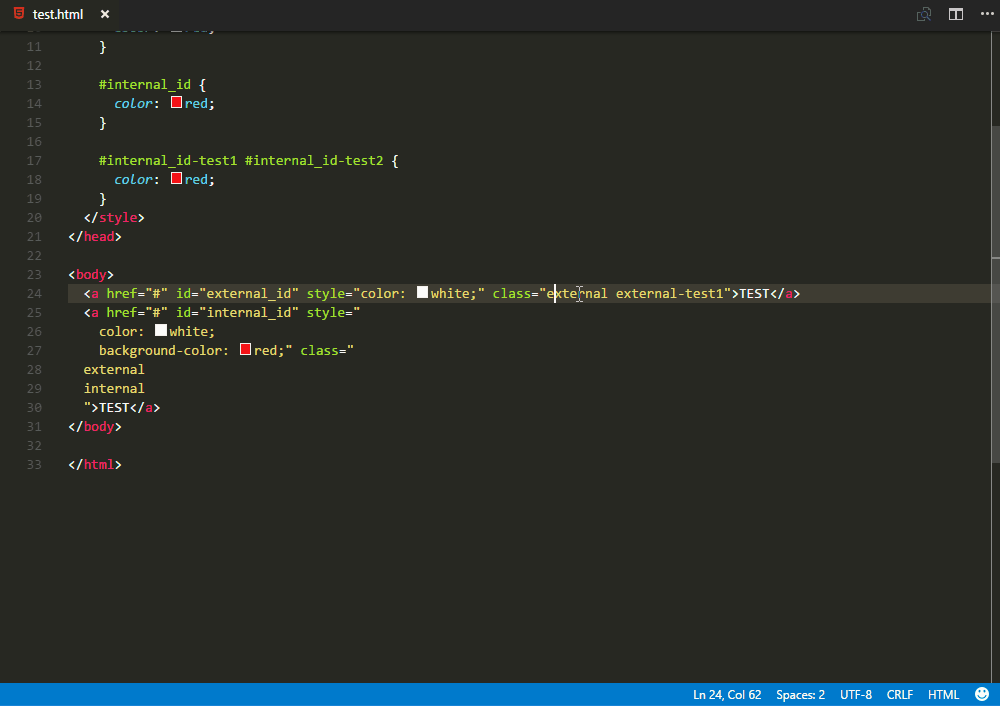 test.html
11 }
12
13 #internal_id {
14 color: red;
15 }
16
17 #internal_id-test1 #internal_id-test2 {
18 color: red;
19 }
20 </style>
21 </head>
22
23 <body>
24 <a href="#" id="external_id" style="color: white;" class="external external-test1">TEST</a>
25 <a href="#" id="internal_id" style="
26 color: white;
27 background-color: red;" class="
28 external
29 internal
30 ">TEST</a>
31 </body>
32
33 </html>
Ln 24, Col 62 Spaces: 2 UTF-8 CRLF HTML